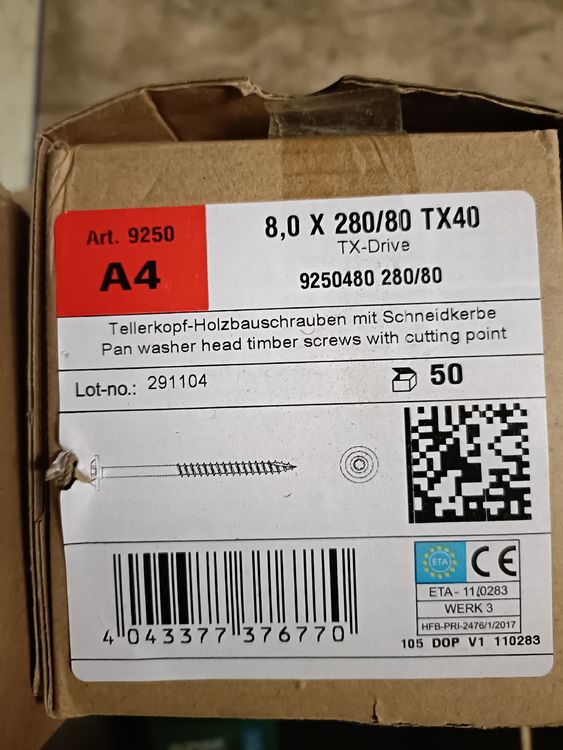 Art. 9250
A4
8,0 X 280/80 TX40
TX-Drive
9250480 280/80
Tellerkopf-Holzbauschrauben mit Schneidkerbe
Pan washer head timber screws with cutting point
Lot-no.: 291104
50
4 043377 376770
ETA
CE
ETA - 11/0283
WERK 3
HFB-PRI-2476/1/2017
105 DOP V1 110283